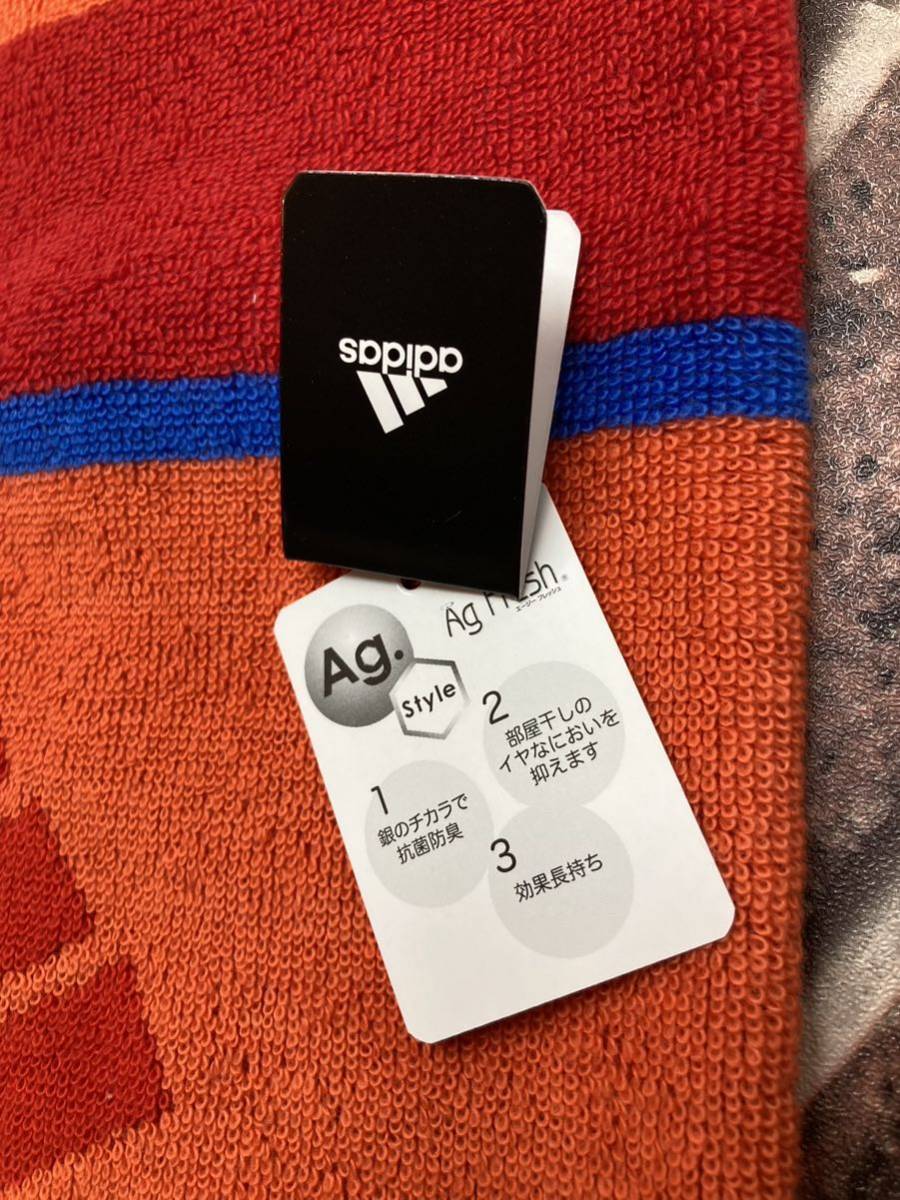 adidas
Ag Fresh®
エージー フレッシュ
Ag.
Style
1
銀のチカラで
抗菌防臭
2
部屋干しの
イヤなにおいを
抑えます
3
効果長持ち